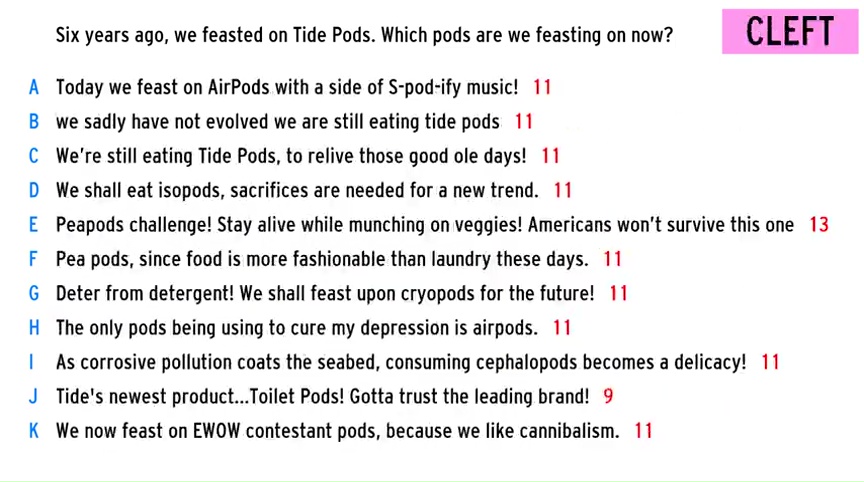 Six years ago, we feasted on Tide Pods. Which pods are we feasting on now?
CLEFT
A Today we feast on AirPods with a side of S-pod-ify music! 11
B we sadly have not evolved we are still eating tide pods 11
C We're still eating Tide Pods, to relive those good ole days! 11
D We shall eat isopods, sacrifices are needed for a new trend. 11
E Peapods challenge! Stay alive while munching on veggies! Americans won't survive this one 13
F Pea pods, since food is more fashionable than laundry these days. 11
G Deter from detergent! We shall feast upon cryopods for the future! 11
H The only pods being using to cure my depression is airpods. 11
I As corrosive pollution coats the seabed, consuming cephalopods becomes a delicacy! 11
J Tide's newest product...Toilet Pods! Gotta trust the leading brand! 9
K We now feast on EWOW contestant pods, because we like cannibalism. 11